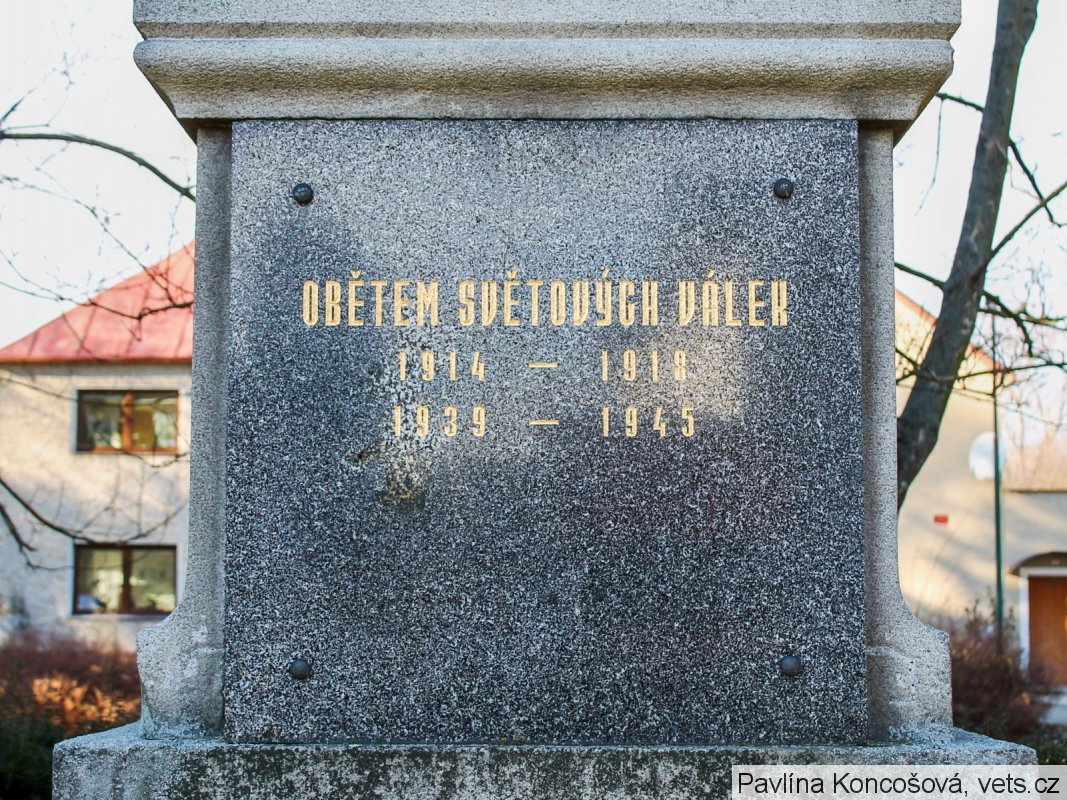 OBĚTEM SVĚTOVÝCH VÁLEK
1914 – 1918
1939 – 1945
Pavlína Koncošová, vets.cz